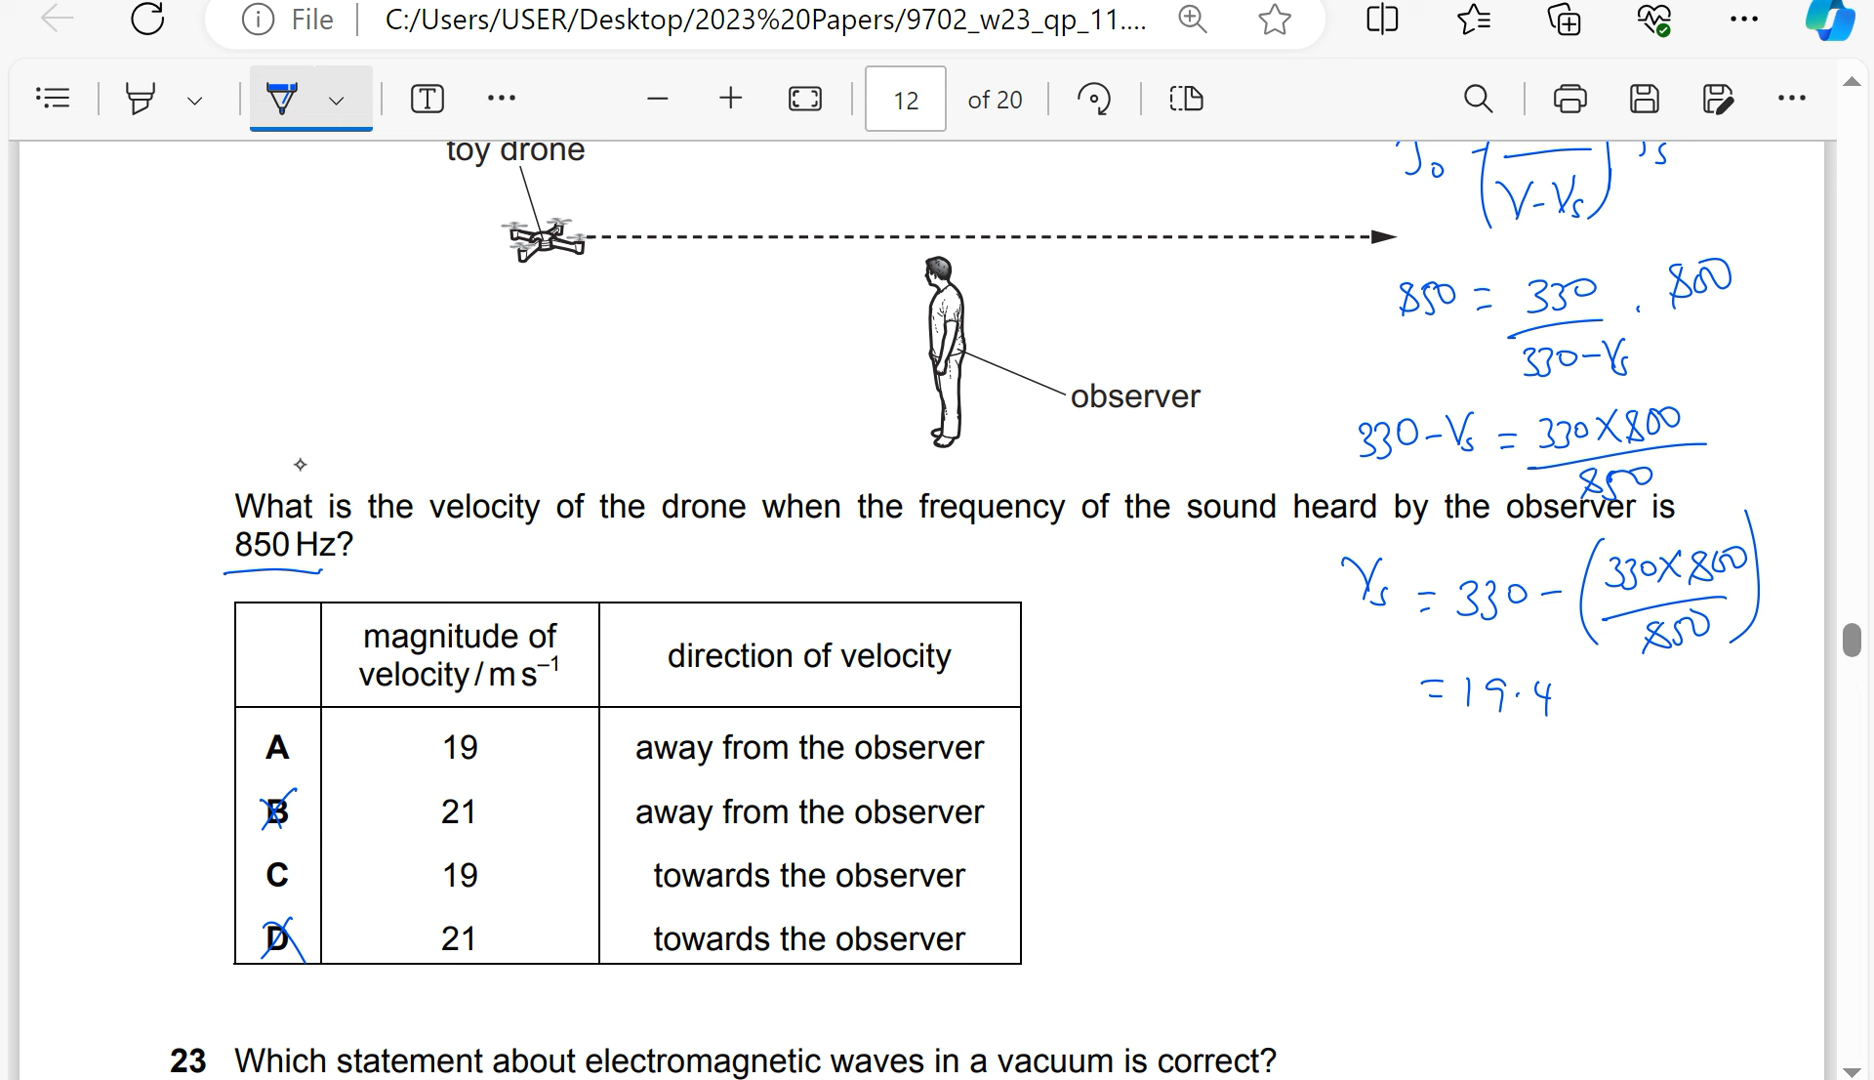 File
C:/Users/USER/Desktop/2023%20Papers/9702_w23_qp_11....
12 of 20
toy drone
observer
V-Vs
850 = 330/330-Vs . 800
330-Vs = 330X800/850
What is the velocity of the drone when the frequency of the sound heard by the observer is
850 Hz?
Vs = 330-(330X800/850)
= 19.4
magnitude of velocity/ms⁻¹ direction of velocity
A 19 away from the observer
B 21 away from the observer
C 19 towards the observer
D 21 towards the observer
23 Which statement about electromagnetic waves in a vacuum is correct?